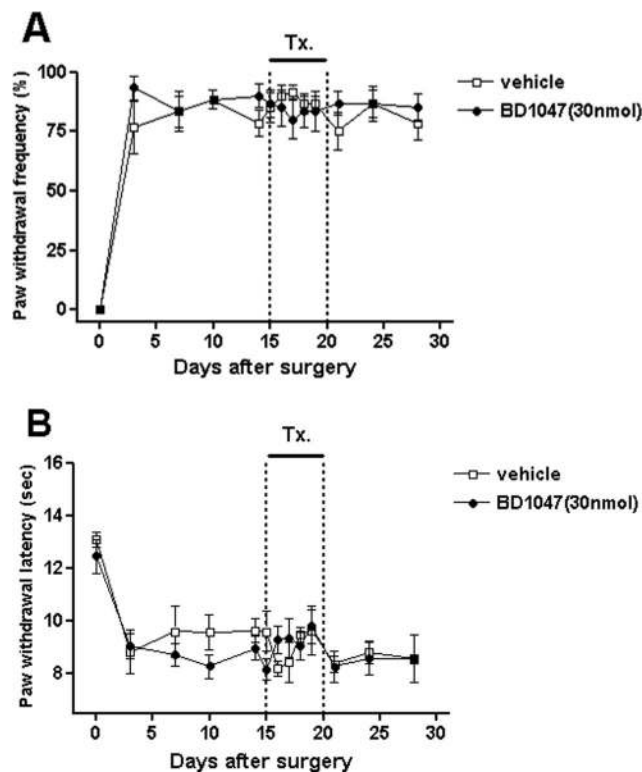 A
Tx.
vehicle
BD1047(30nmol)
Paw withdrawal frequency (%)
100
75
50
25
0
0 5 10 15 20 25 30
Days after surgery
B
Tx.
vehicle
BD1047(30nmol)
Paw withdrawal latency (sec)
16
14
12
10
8
0 5 10 15 20 25 30
Days after surgery